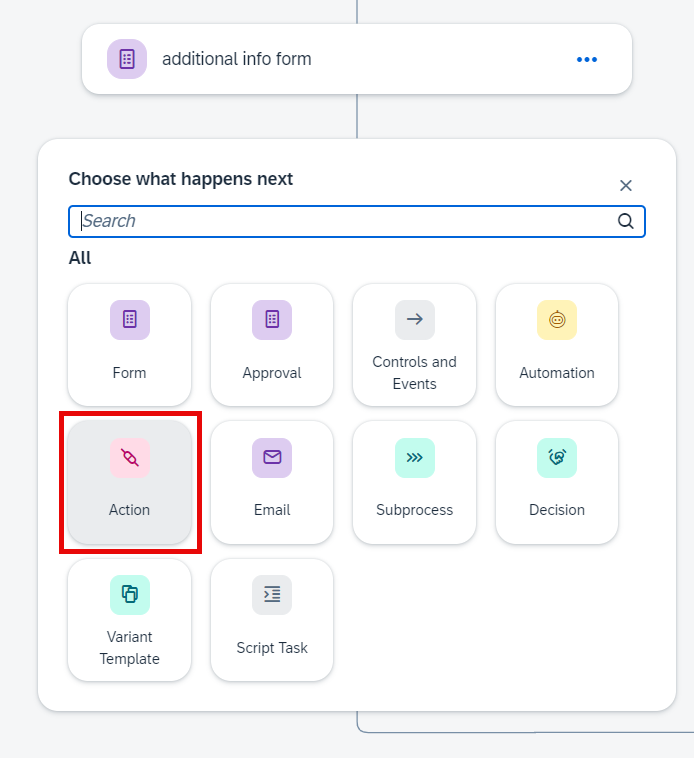 additional info form
Choose what happens next
Search
All
Form
Approval
Controls and
Events
Automation
Action
Email
Subprocess
Decision
Variant
Template
Script Task